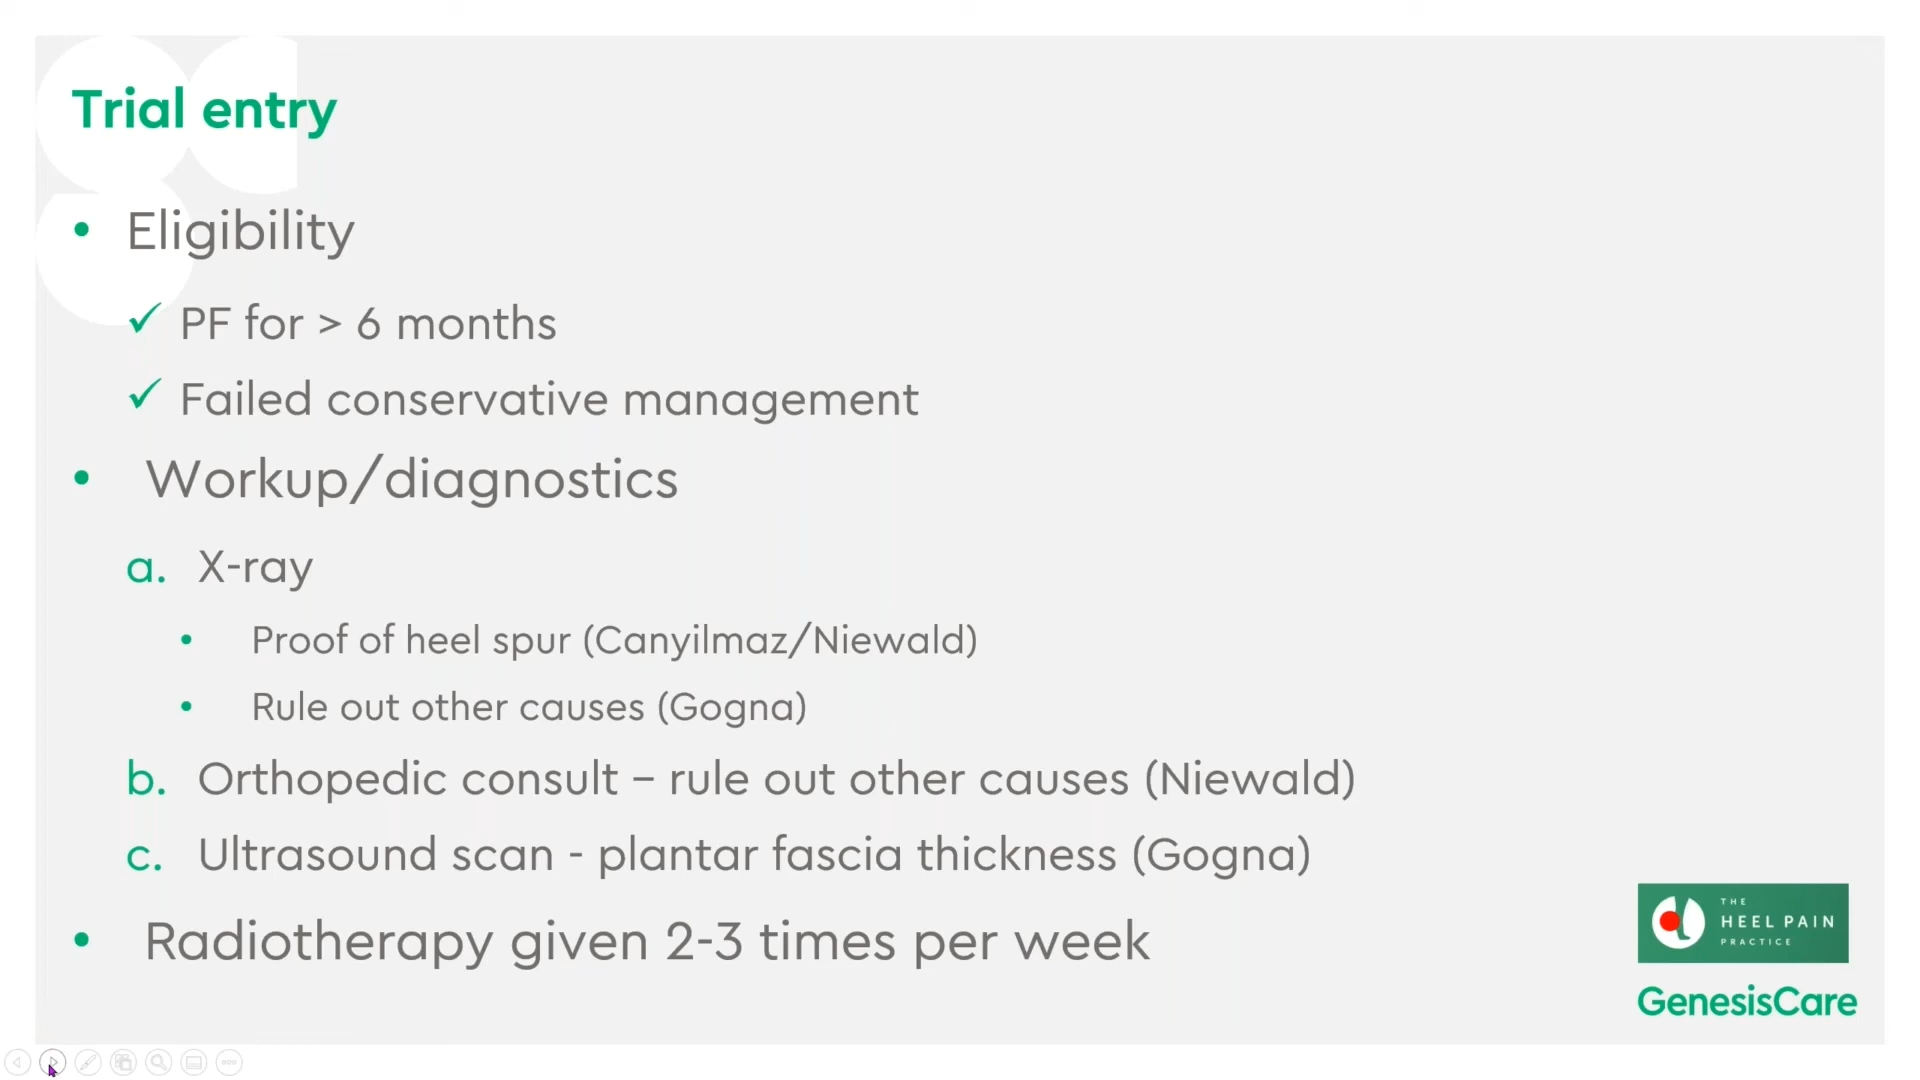 Trial entry
• Eligibility
✓ PF for > 6 months
✓ Failed conservative management
• Workup/diagnostics
a. X-ray
• Proof of heel spur (Canyilmaz/Niewald)
• Rule out other causes (Gogna)
b. Orthopedic consult – rule out other causes (Niewald)
c. Ultrasound scan - plantar fascia thickness (Gogna)
• Radiotherapy given 2-3 times per week
THE
HEEL PAIN
PRACTICE
GenesisCare